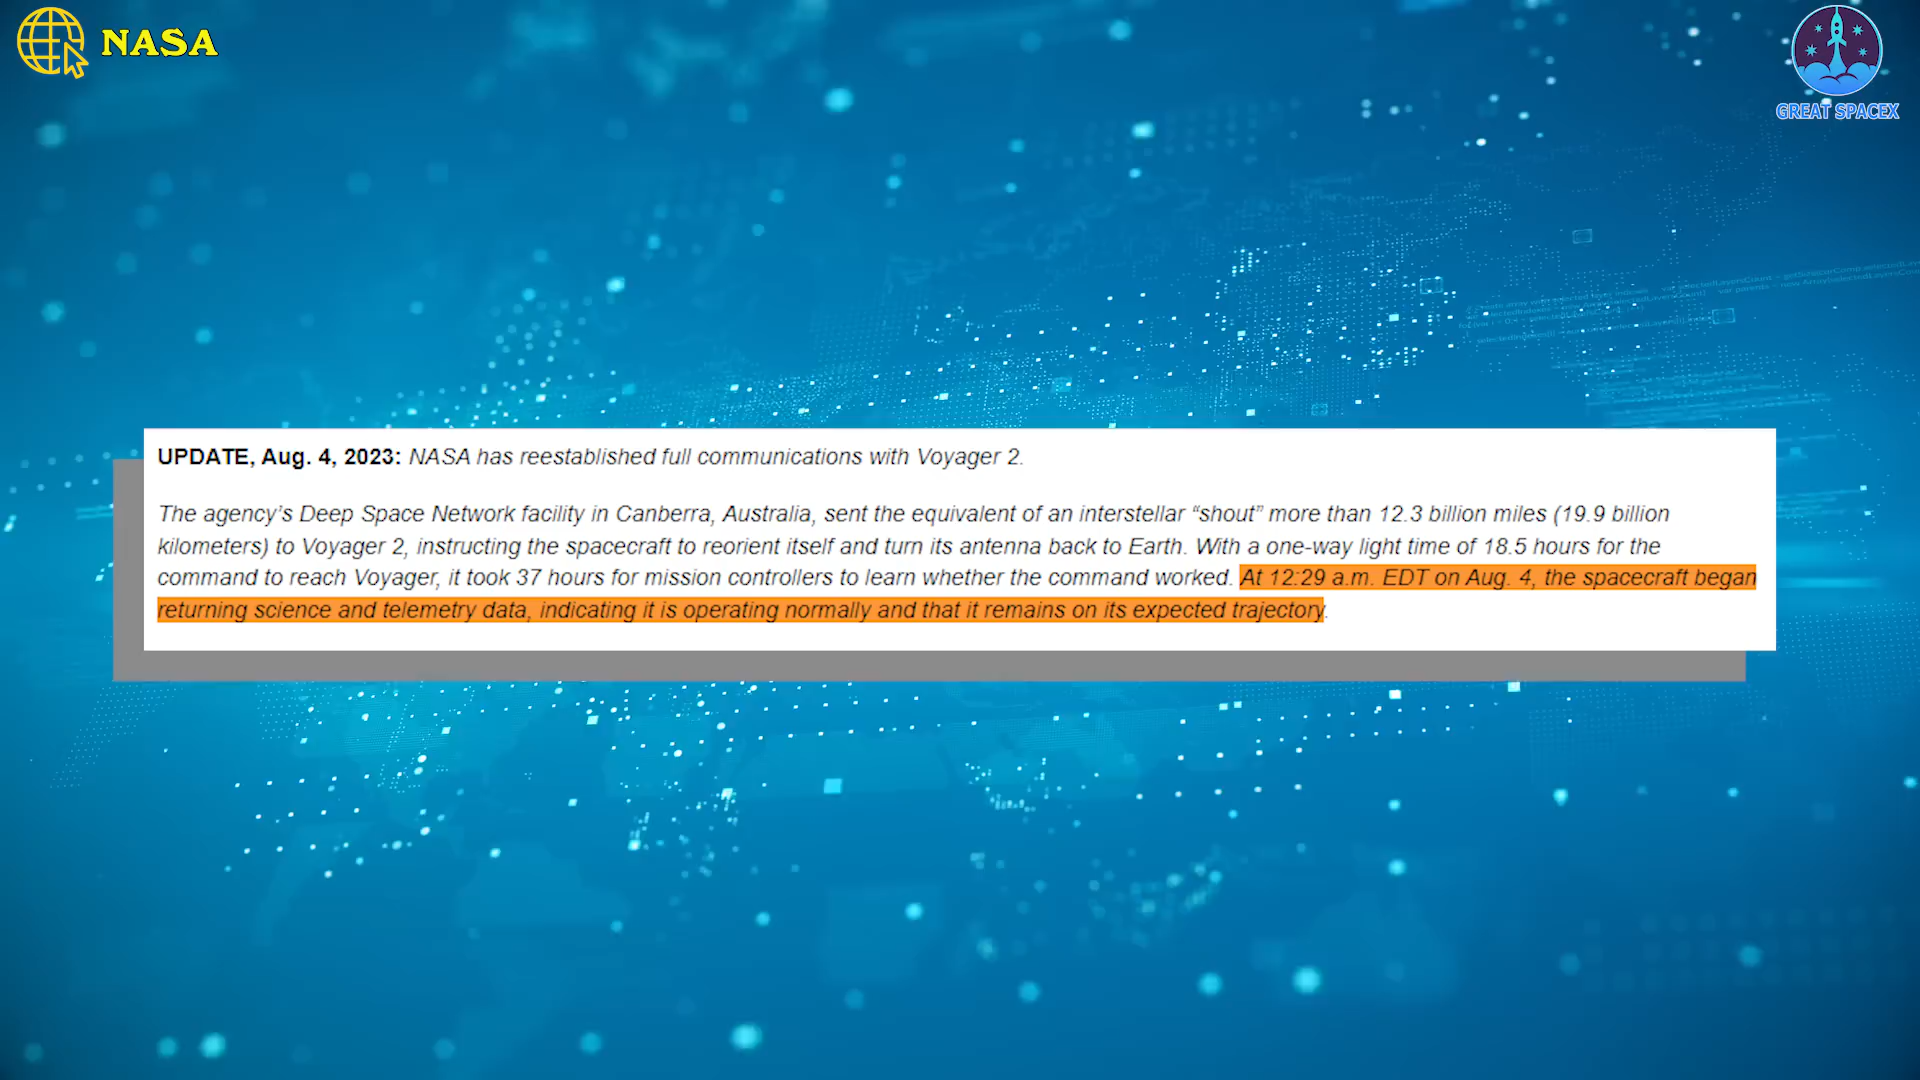 NASA
GREAT SPACEX
UPDATE, Aug. 4, 2023: NASA has reestablished full communications with Voyager 2.
The agency’s Deep Space Network facility in Canberra, Australia, sent the equivalent of an interstellar “shout” more than 12.3 billion miles (19.9 billion
kilometers) to Voyager 2, instructing the spacecraft to reorient itself and turn its antenna back to Earth. With a one-way light time of 18.5 hours for the
command to reach Voyager, it took 37 hours for mission controllers to learn whether the command worked. At 12:29 a.m. EDT on Aug. 4, the spacecraft began
returning science and telemetry data, indicating it is operating normally and that it remains on its expected trajectory.